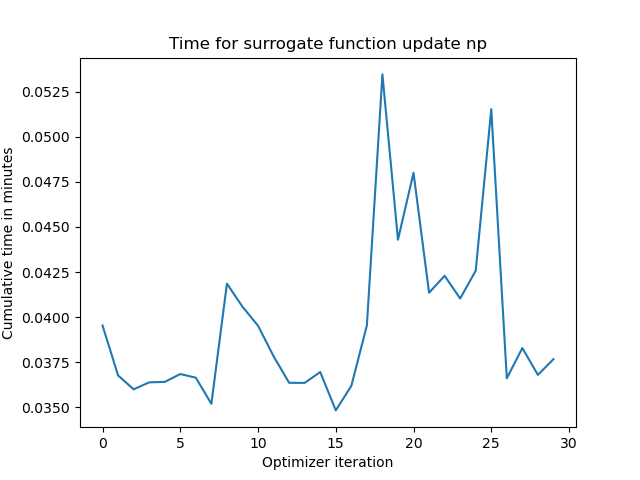 Time for surrogate function update np
Cumulative time in minutes
0.0525
0.0500
0.0475
0.0450
0.0425
0.0400
0.0375
0.0350
0 5 10 15 20 25 30
Optimizer iteration